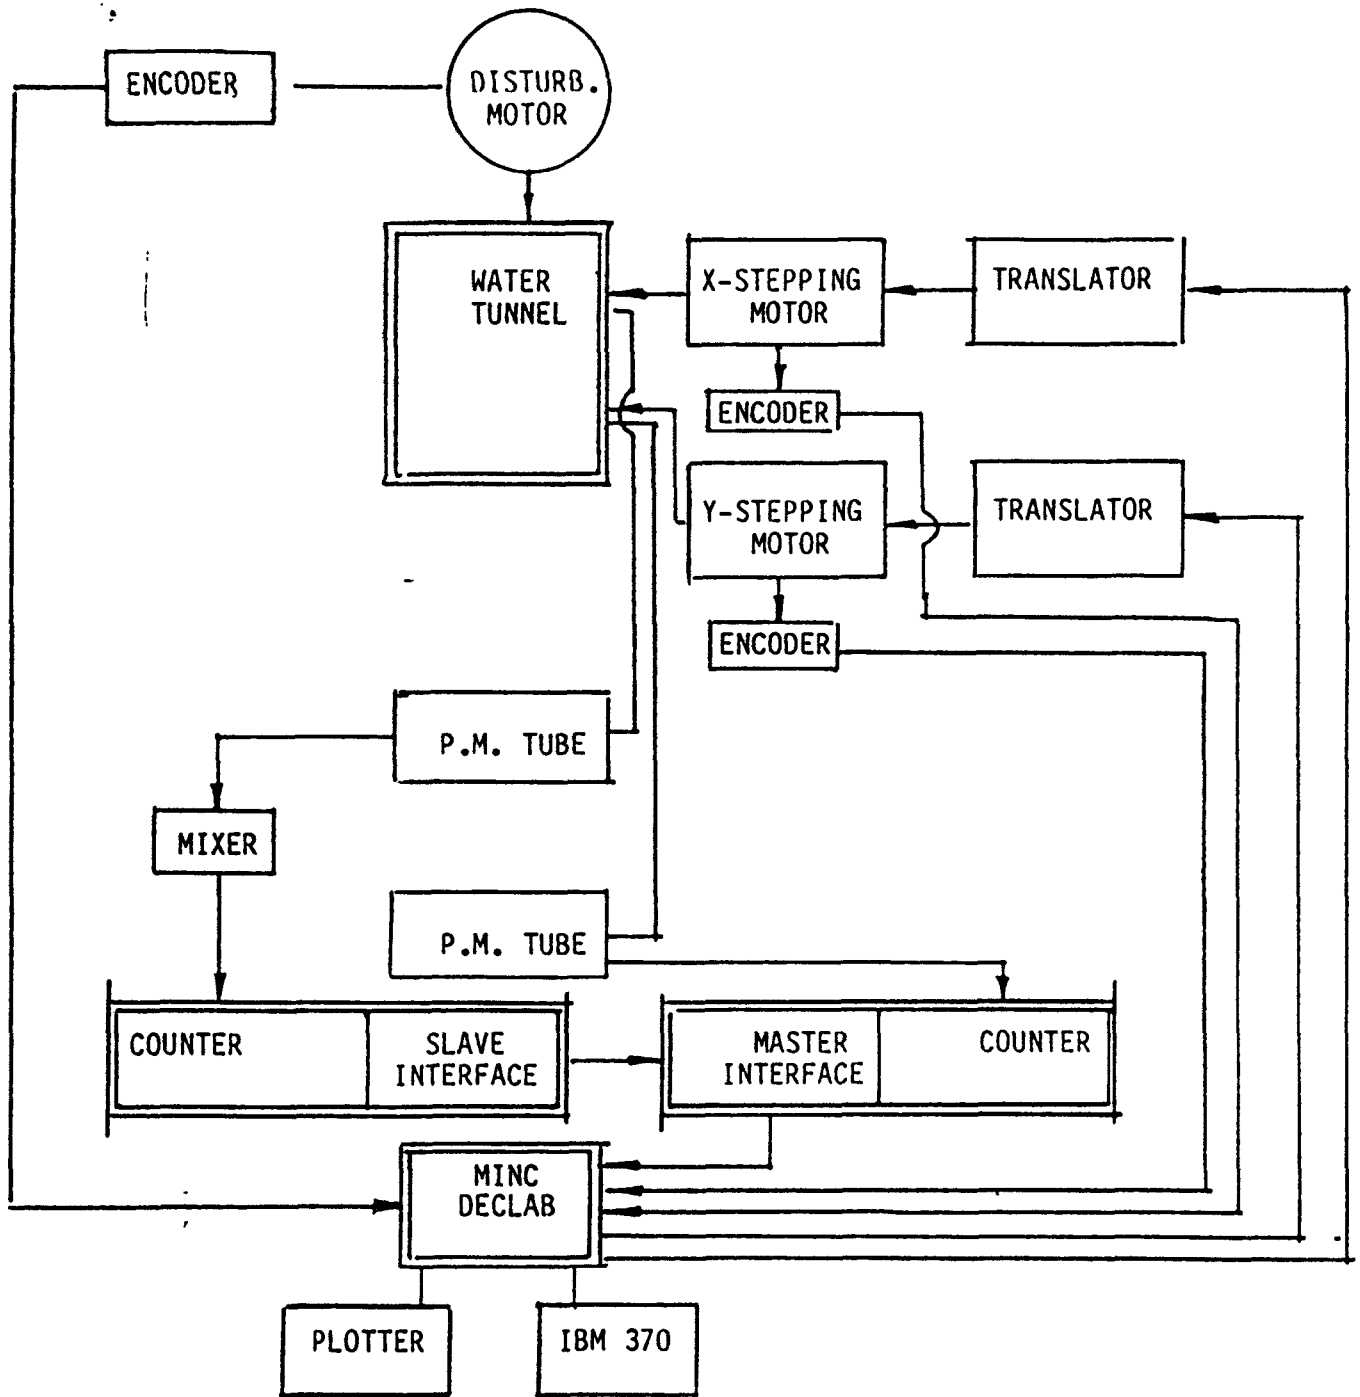 ENCODER
DISTURB.
MOTOR
WATER
TUNNEL
X-STEPPING
MOTOR
TRANSLATOR
ENCODER
Y-STEPPING
MOTOR
TRANSLATOR
ENCODER
P.M. TUBE
MIXER
P.M. TUBE
COUNTER
SLAVE
INTERFACE
MASTER
INTERFACE
COUNTER
MINC
DECLAB
PLOTTER
IBM 370